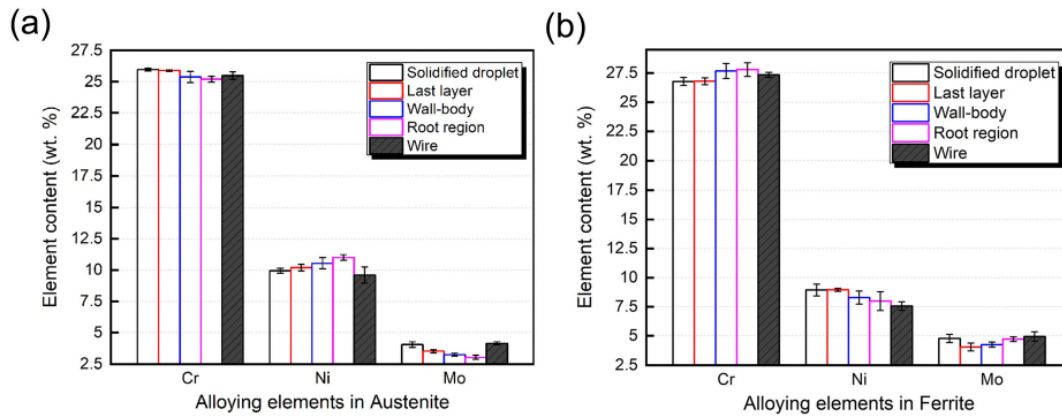 (a)
Element content (wt. %)
27.5
25
22.5
20
17.5
15
12.5
10
7.5
5
2.5
Solidified droplet
Last layer
Wall-body
Root region
Wire
Cr
Ni
Mo
Alloying elements in Austenite
(b)
Element content (wt. %)
27.5
25
22.5
20
17.5
15
12.5
10
7.5
5
2.5
Solidified droplet
Last layer
Wall-body
Root region
Wire
Cr
Ni
Mo
Alloying elements in Ferrite